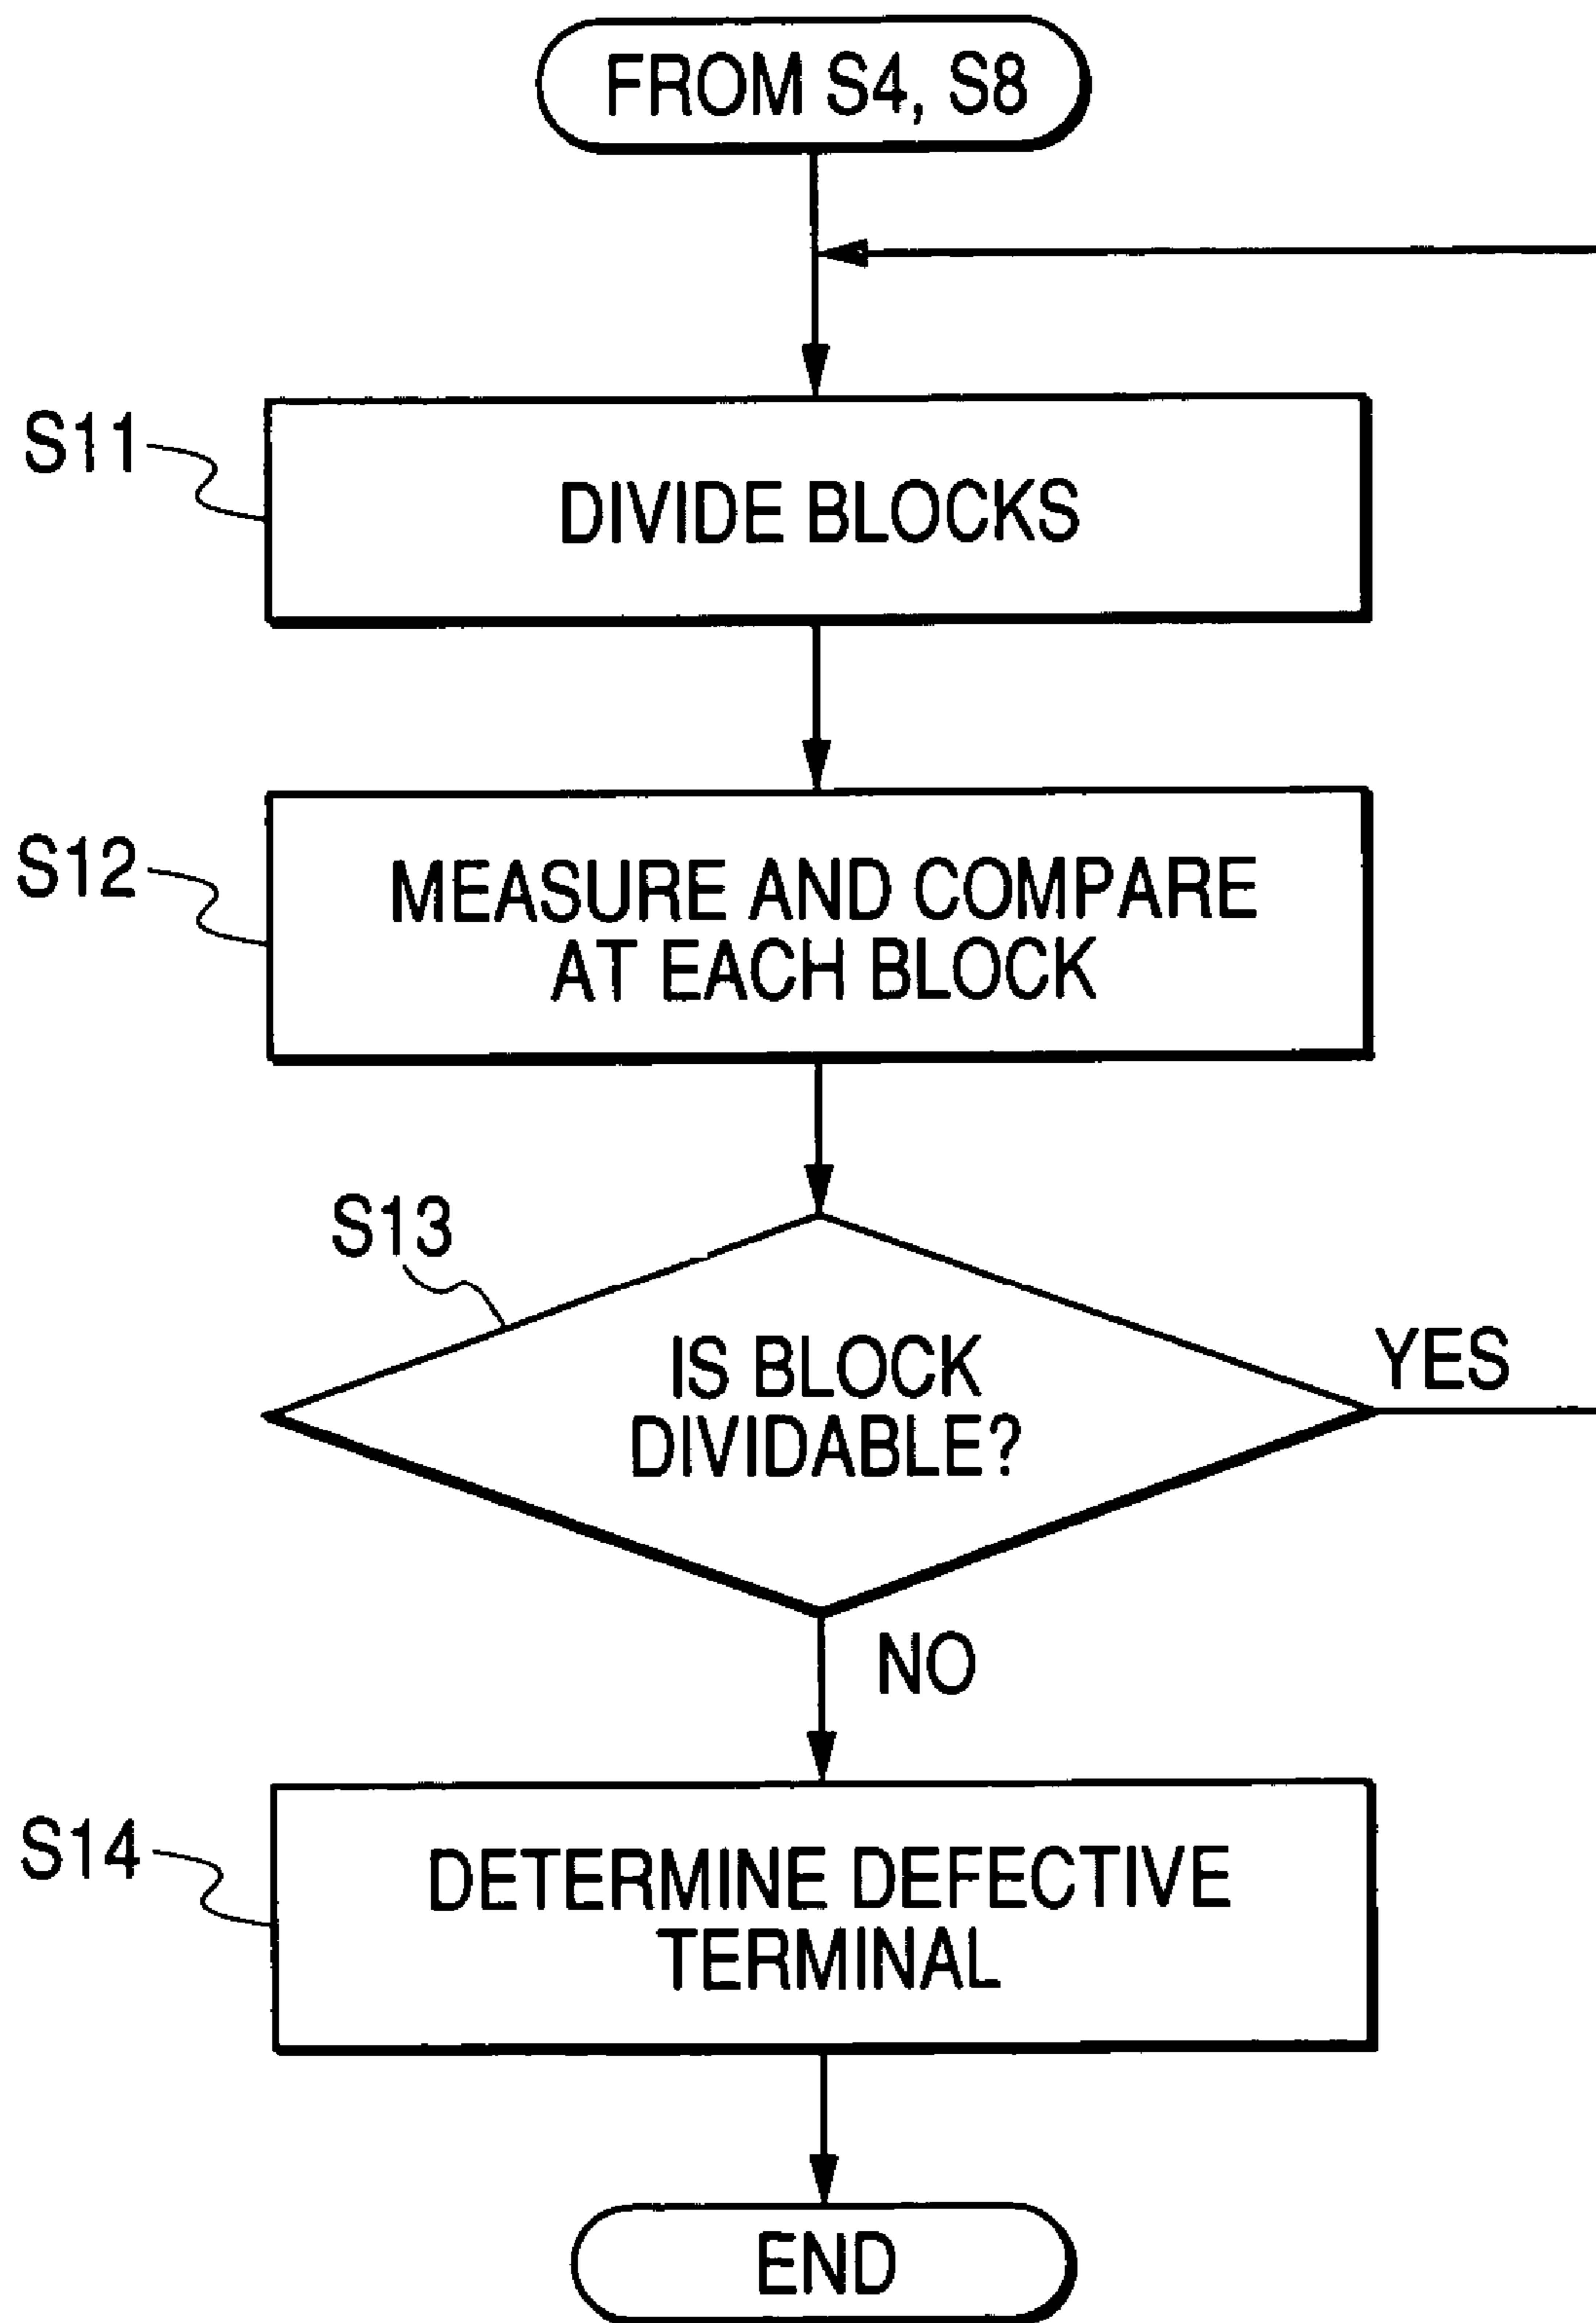 FROM S4, S8
S11
DIVIDE BLOCKS
S12
MEASURE AND COMPARE
AT EACH BLOCK
S13
IS BLOCK
DIVIDABLE?
YES
NO
S14
DETERMINE DEFECTIVE
TERMINAL
END